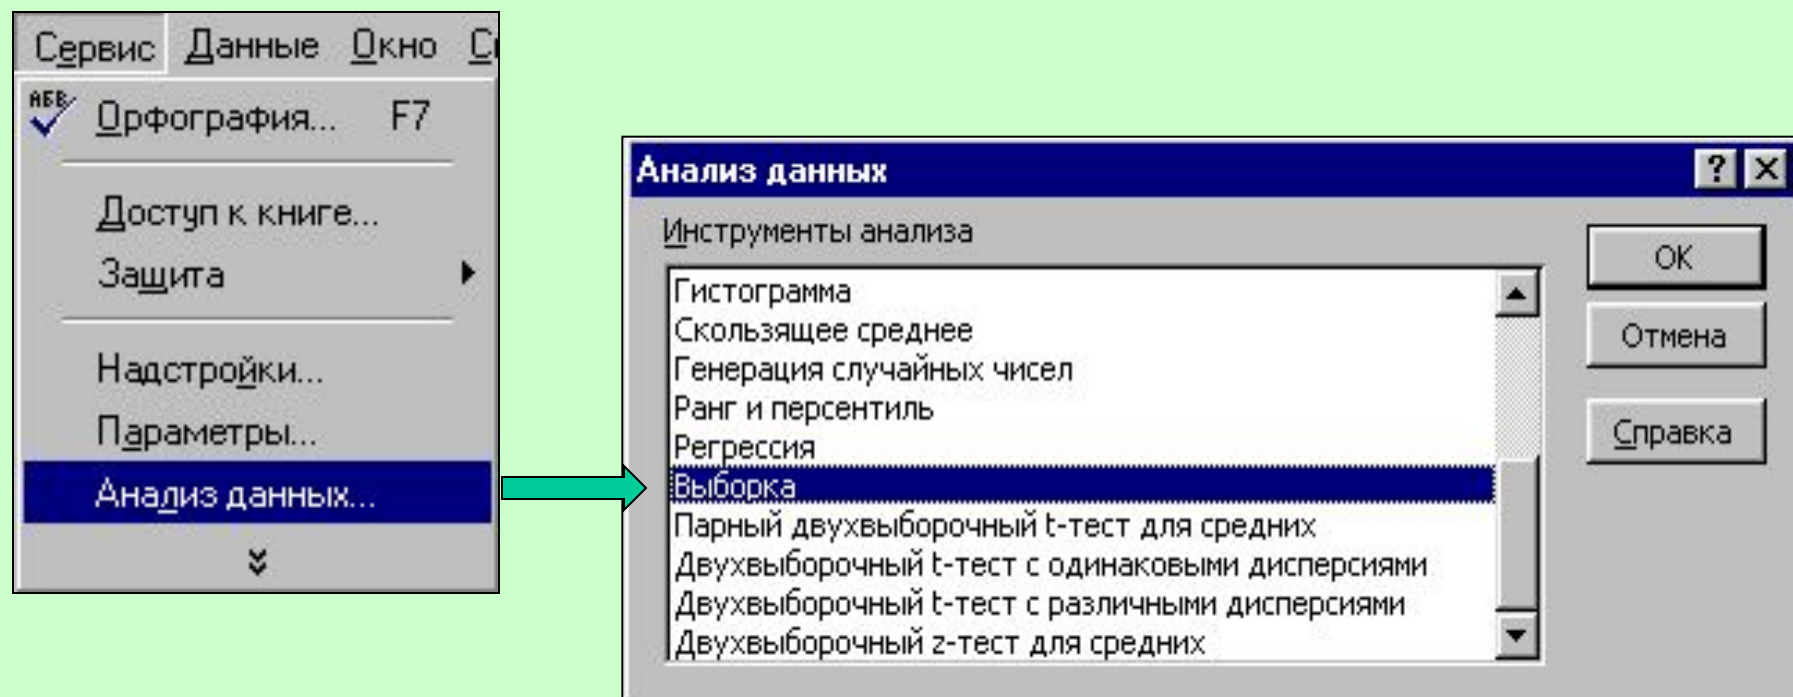 Сервис Данные Окно
Орфография... F7
Доступ к книге...
Защита
Надстройки...
Параметры...
Анализ данных...
Анализ данных
Инструменты анализа
Гистограмма
Скользящее среднее
Генерация случайных чисел
Ранг и персентиль
Регрессия
Выборка
Парный двухвыборочный t-тест для средних
Двухвыборочный t-тест с одинаковыми дисперсиями
Двухвыборочный t-тест с различными дисперсиями
Двухвыборочный z-тест для средних
OK
Отмена
Справка